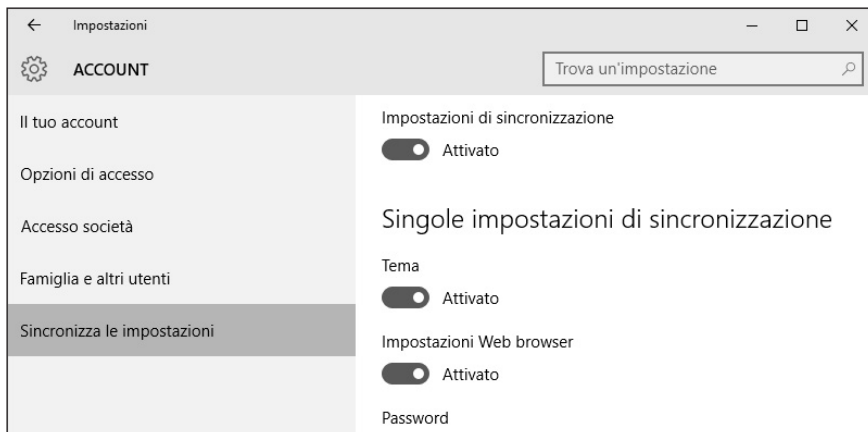 Impostazioni
ACCOUNT
Trova un'impostazione
Il tuo account
Opzioni di accesso
Accesso società
Famiglia e altri utenti
Sincronizza le impostazioni
Impostazioni di sincronizzazione
Attivato
Singole impostazioni di sincronizzazione
Tema
Attivato
Impostazioni Web browser
Attivato
Password